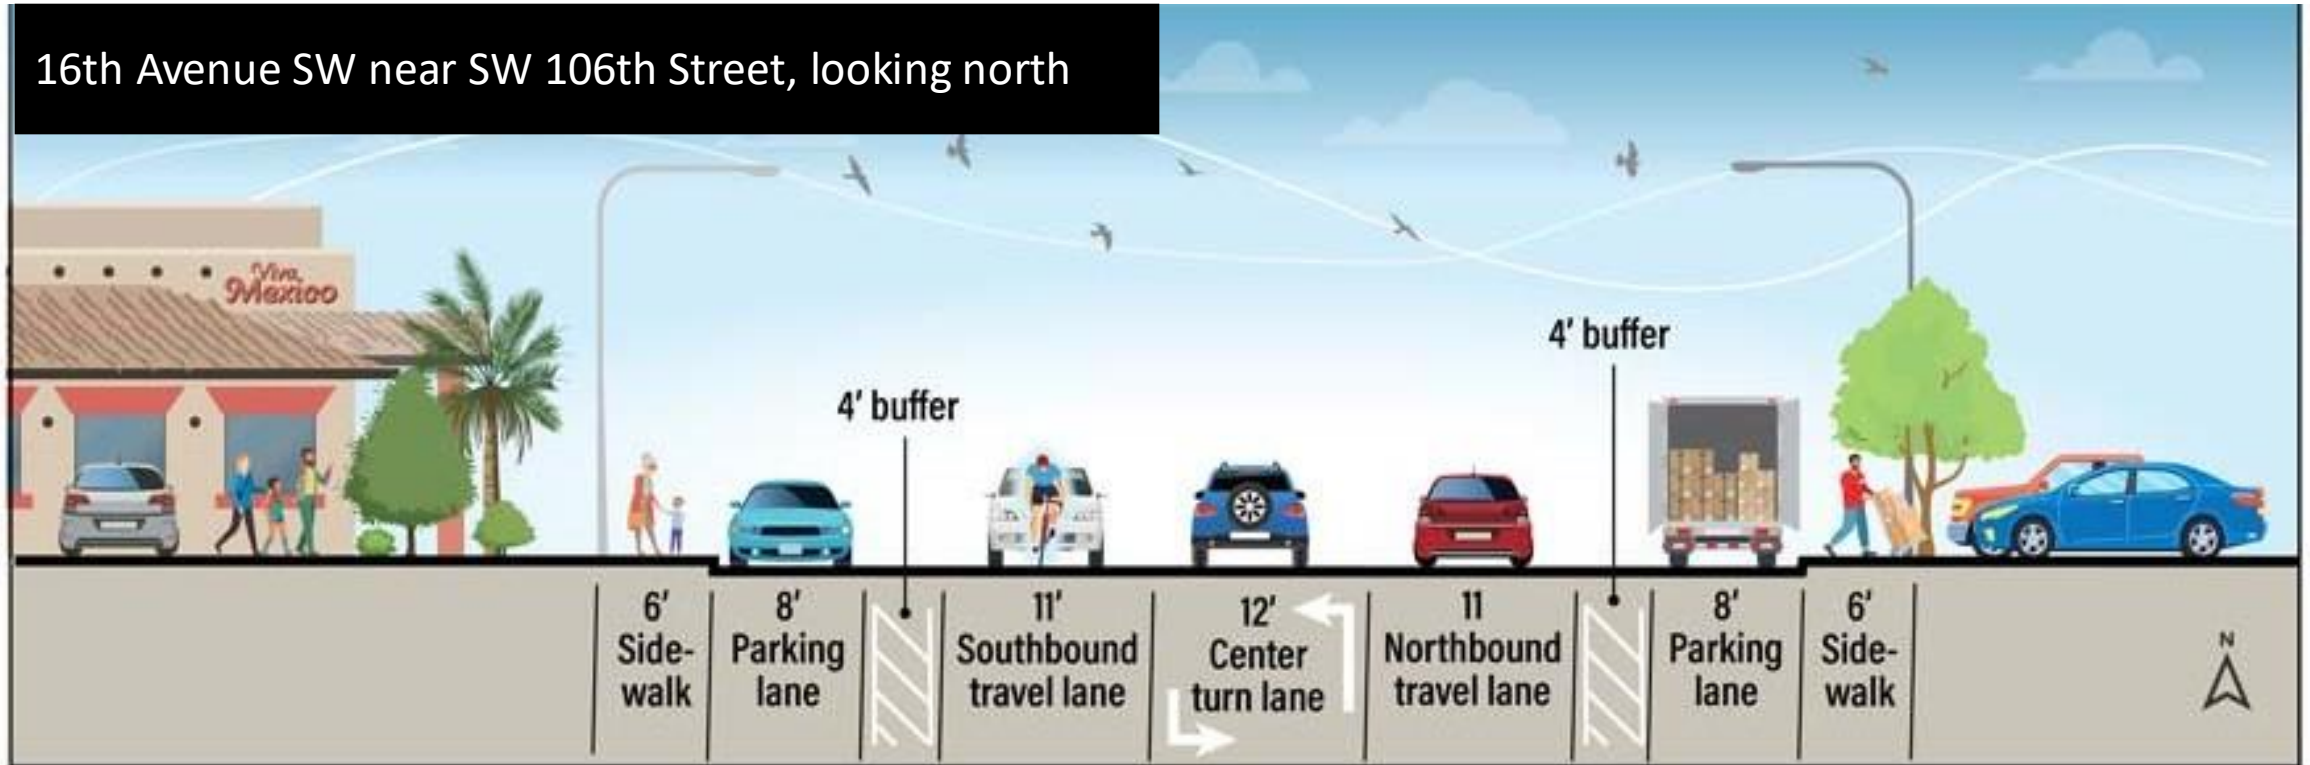 16th Avenue SW near SW 106th Street, looking north
Viva
Mexico
4' buffer
4' buffer
6'
Side-
walk
8'
Parking
lane
11'
Southbound
travel lane
12'
Center
turn lane
11
Northbound
travel lane
8'
Parking
lane
6'
Side-
walk
N